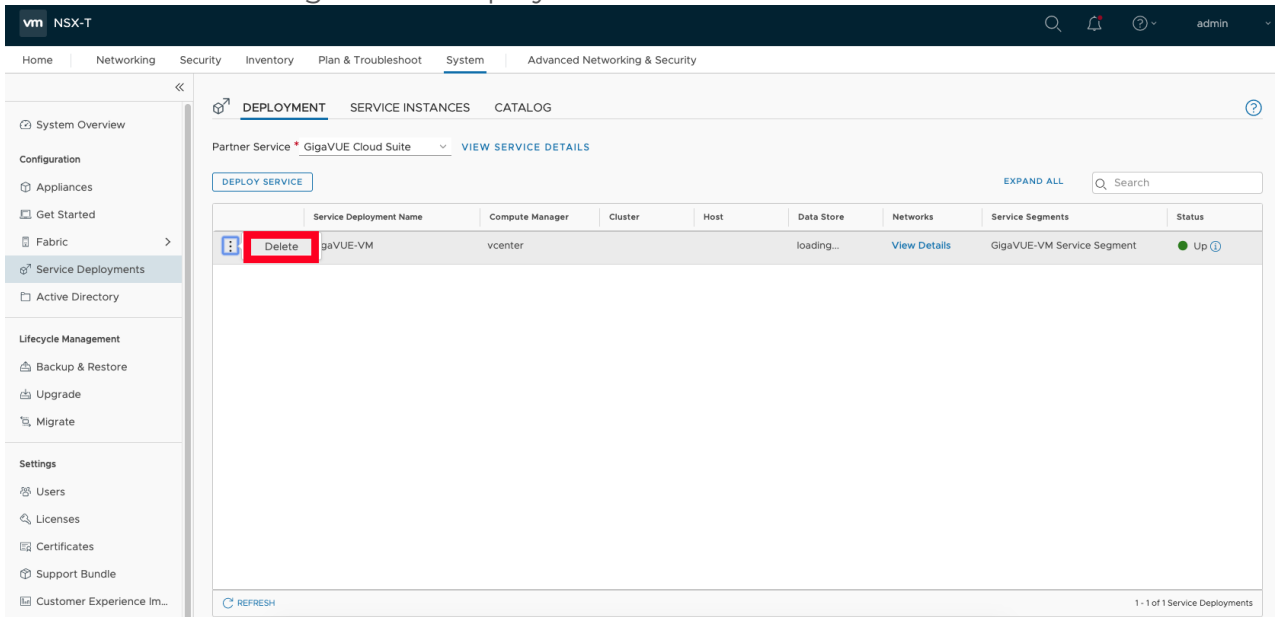 vm NSX-T admin
Home Networking Security Inventory Plan & Troubleshoot System Advanced Networking & Security
System Overview
Configuration
Appliances
Get Started
Fabric
Service Deployments
Active Directory
Lifecycle Management
Backup & Restore
Upgrade
Migrate
Settings
Users
Licenses
Certificates
Support Bundle
Customer Experience Im...
DEPLOYMENT SERVICE INSTANCES CATALOG
Partner Service * GigaVUE Cloud Suite VIEW SERVICE DETAILS
DEPLOY SERVICE EXPAND ALL Search
Service Deployment Name Compute Manager Cluster Host Data Store Networks Service Segments Status
Delete gaVUE-VM vcenter loading... View Details GigaVUE-VM Service Segment Up
REFRESH 1 - 1 of 1 Service Deployments